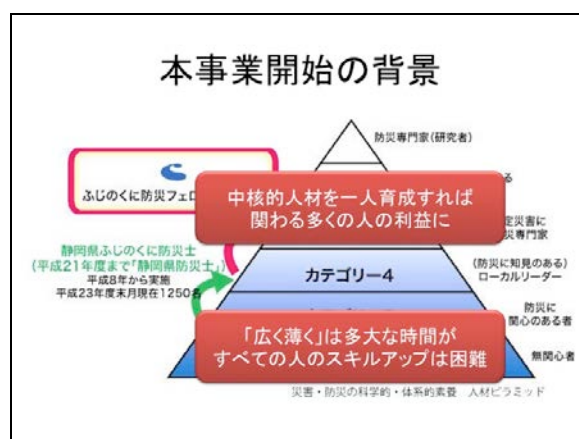 本事業開始の背景
防災専門家(研究者)
ふじのくに防災フェロ
中核的人材を一人育成すれば
関わる多くの人の利益に
静岡県ふじのくに防災士
(平成21年度まで「静岡県防災士」)
平成8年から実施
平成23年度末月現在1250名
カテゴリー4
(防災に知見のある)
ローカルリーダー
防災に
関心のある者
「広く薄く」は多大な時間が
すべての人のスキルアップは困難
無関心者
災害・防災の科学的・体系的素養 人材ピラミッド